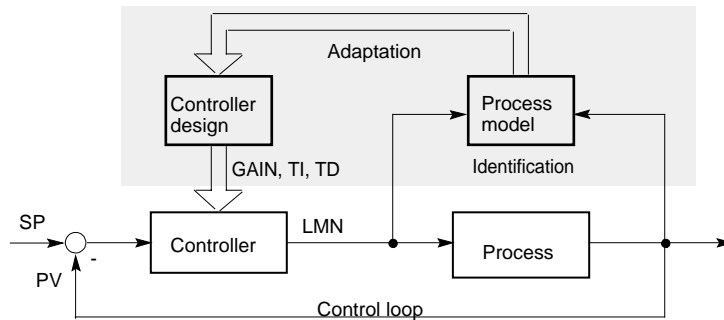 Adaptation
Controller
design
Process
model
Identification
GAIN, TI, TD
SP
Controller
LMN
Process
-
PV
Control loop